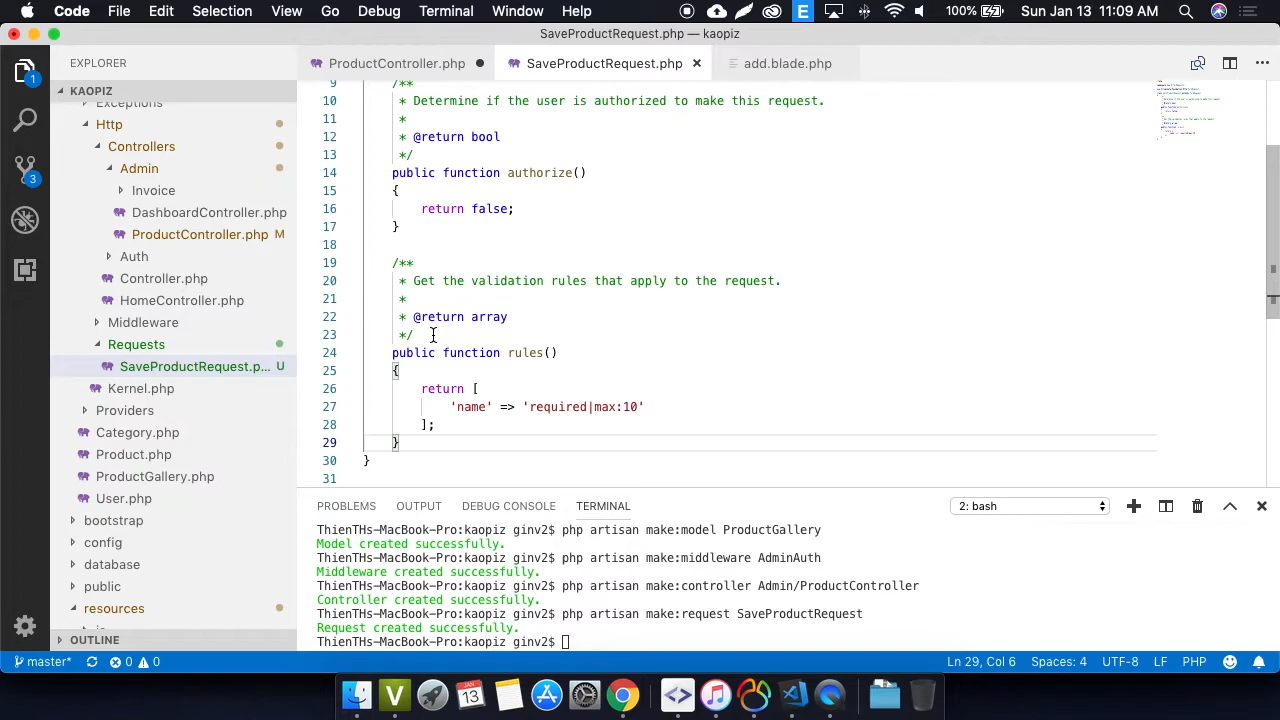 Code File Edit Selection View Go Debug Terminal Window Help 100% Sun Jan 13 11:09 AM
SaveProductRequest.php — kaopiz
EXPLORER
ProductController.php SaveProductRequest.php add.blade.php
KAOPIZ
Exceptions
Http
Controllers
Admin
Invoice
DashboardController.php
ProductController.php M
Auth
Controller.php
HomeController.php
Middleware
Requests
SaveProductRequest.p... U
Kernel.php
Providers
Category.php
Product.php
ProductGallery.php
User.php
bootstrap
config
database
public
resources
OUTLINE
9 /**
10 * Determine if the user is authorized to make this request.
11 *
12 * @return bool
13 */
14 public function authorize()
15 {
16 return false;
17 }
18
19 /**
20 * Get the validation rules that apply to the request.
21 *
22 * @return array
23 */
24 public function rules()
25 {
26 return [
27 'name' => 'required|max:10'
28 ];
29 }
30 }
31
PROBLEMS OUTPUT DEBUG CONSOLE TERMINAL 2: bash
ThienTHs-MacBook-Pro:kaopiz ginv2$ php artisan make:model ProductGallery
Model created successfully.
ThienTHs-MacBook-Pro:kaopiz ginv2$ php artisan make:middleware AdminAuth
Middleware created successfully.
ThienTHs-MacBook-Pro:kaopiz ginv2$ php artisan make:controller Admin/ProductController
Controller created successfully.
ThienTHs-MacBook-Pro:kaopiz ginv2$ php artisan make:request SaveProductRequest
Request created successfully.
ThienTHs-MacBook-Pro:kaopiz ginv2$
master* 0 0 Ln 29, Col 6 Spaces: 4 UTF-8 LF PHP